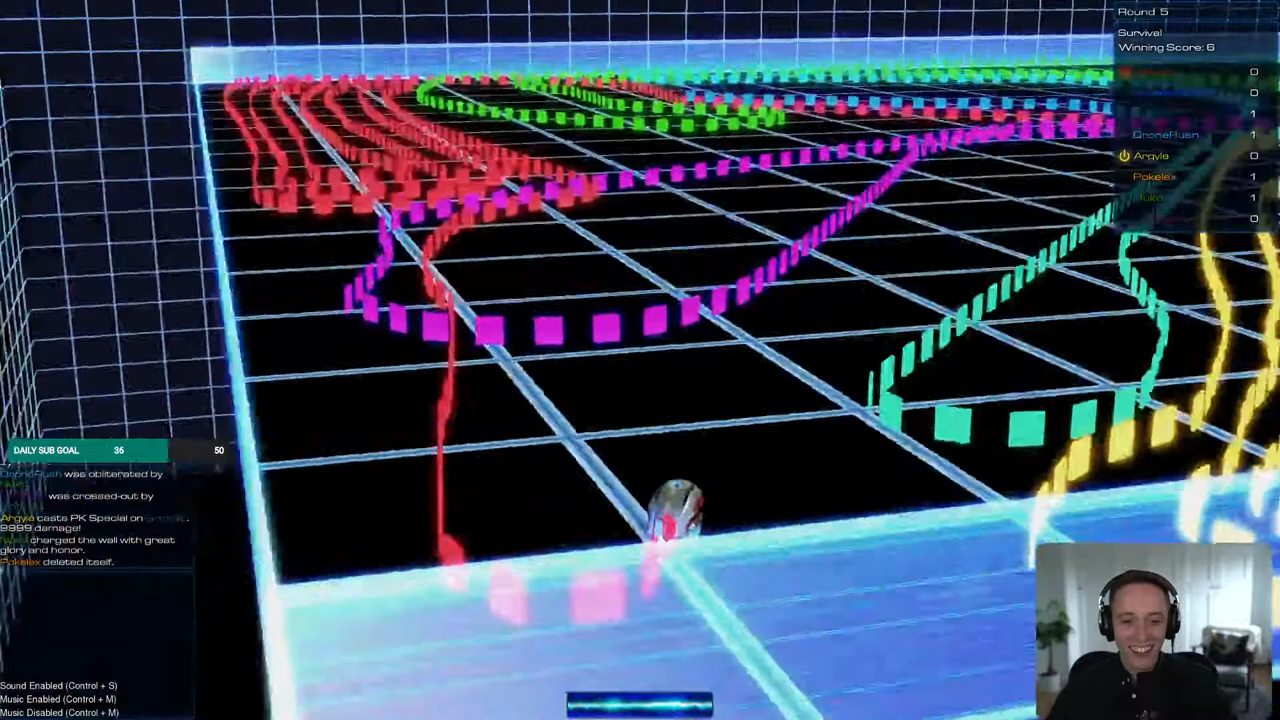 Round 5
Survival
Winning Score: 6
0
0
1
DroneRush 1
Argyle 0
Pokelex 1
Nuke 1
0
DAILY SUB GOAL 36 50
DroneRush was obliterated by
was crossed-out by
Argyle casts PK Special on
9999 damage!
charged the wall with great
glory and honor.
Pokelex deleted itself.
Sound Enabled (Control + S)
Music Enabled (Control + M)
Music Disabled (Control + M)